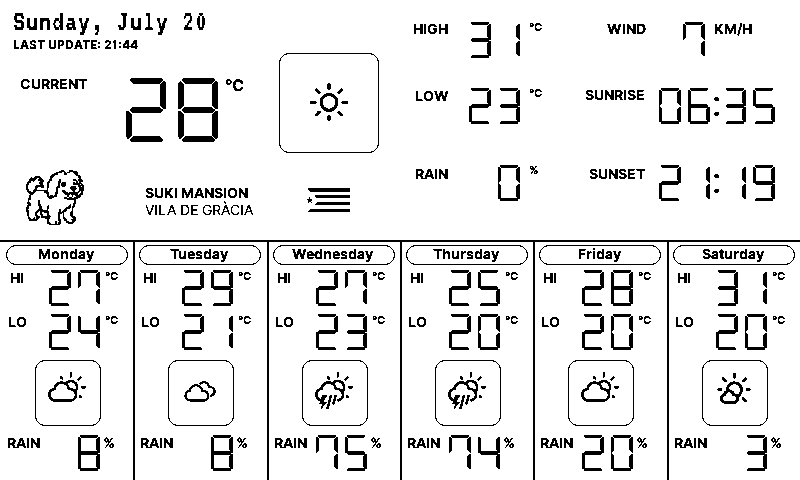 Sunday, July 20
LAST UPDATE: 21:44
CURRENT 28 °C
SUKI MANSION
VILA DE GRÀCIA
HIGH 31 °C
LOW 23 °C
RAIN 0 %
WIND 7 KM/H
SUNRISE 06:35
SUNSET 21:19
Monday
HI 27 °C
LO 24 °C
RAIN 8 %
Tuesday
HI 29 °C
LO 21 °C
RAIN 8 %
Wednesday
HI 27 °C
LO 23 °C
RAIN 75 %
Thursday
HI 25 °C
LO 20 °C
RAIN 74 %
Friday
HI 28 °C
LO 20 °C
RAIN 20 %
Saturday
HI 31 °C
LO 20 °C
RAIN 3 %